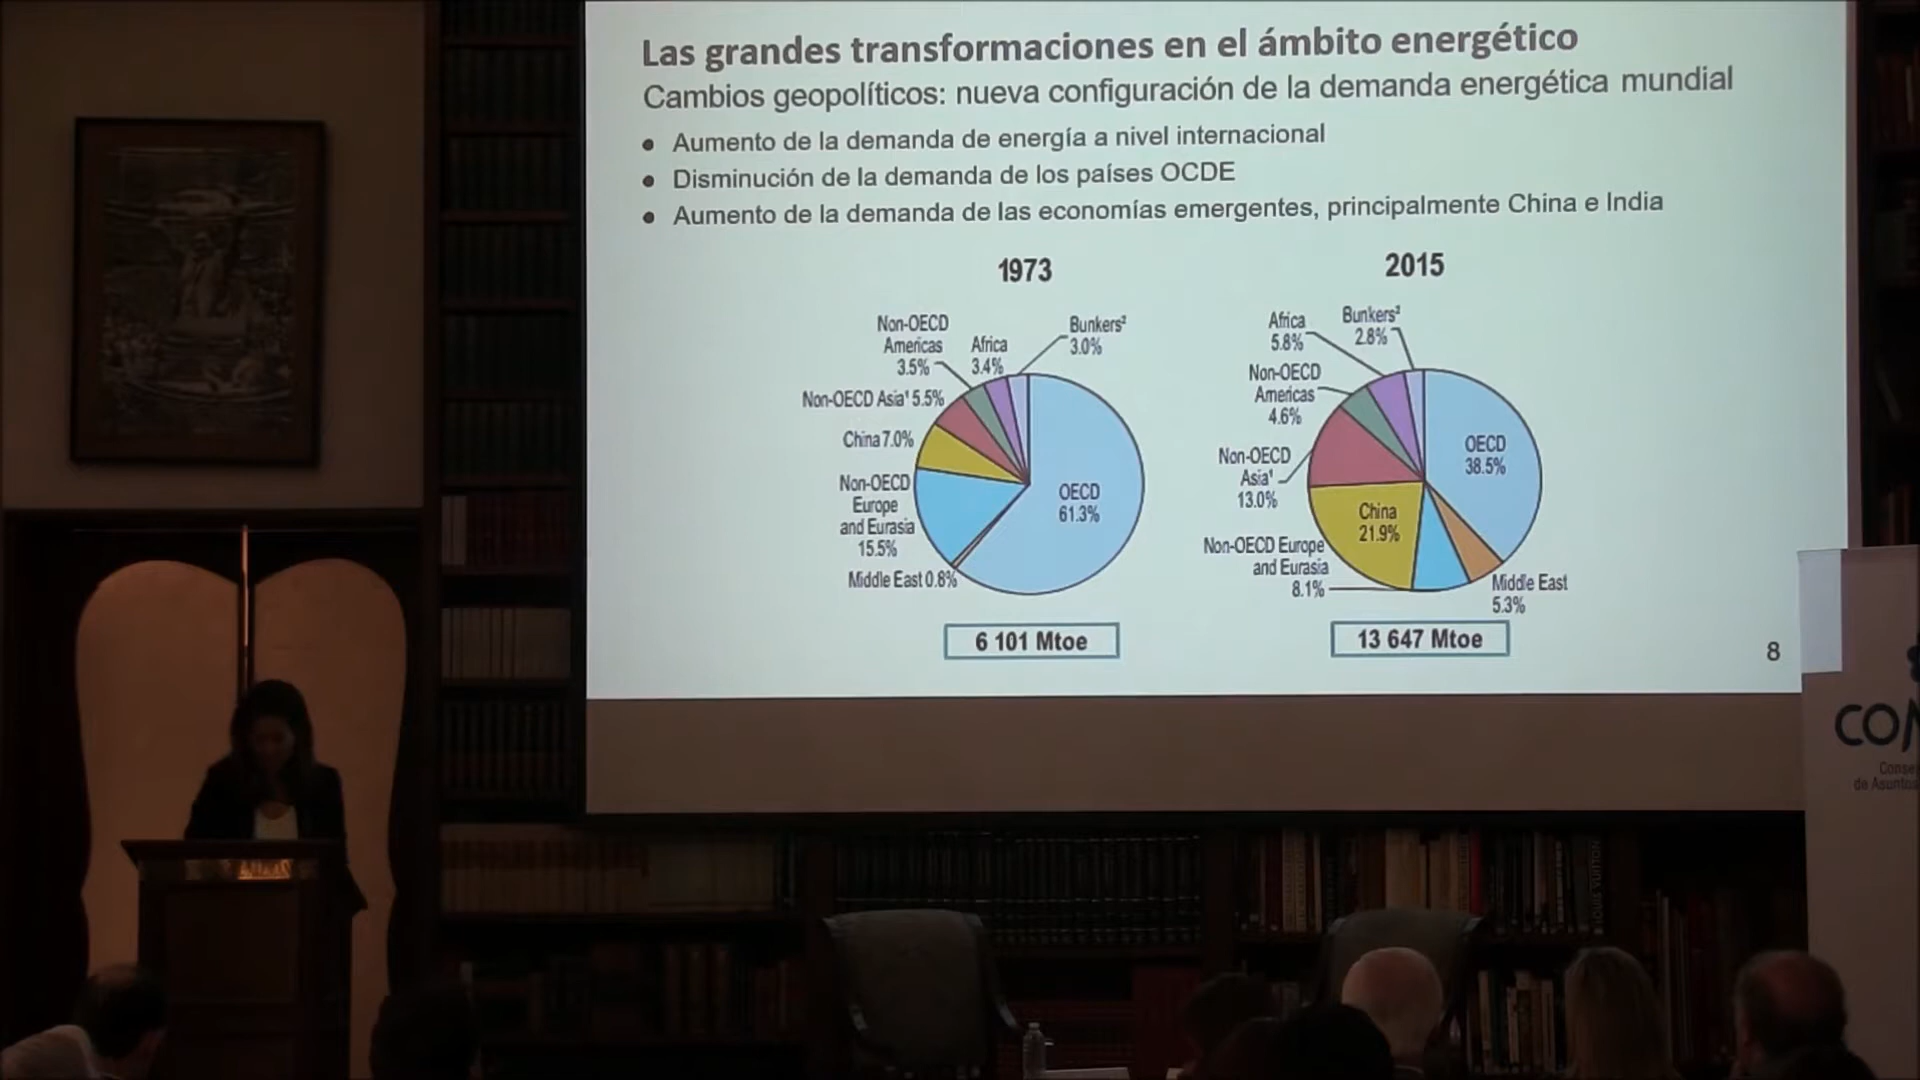 Las grandes transformaciones en el ámbito energético
Cambios geopolíticos: nueva configuración de la demanda energética mundial
● Aumento de la demanda de energía a nivel internacional
● Disminución de la demanda de los países OCDE
● Aumento de la demanda de las economías emergentes, principalmente China e India
1973
Non-OECD
Americas
3.5%
Africa
3.4%
Bunkers²
3.0%
Non-OECD Asia¹ 5.5%
China 7.0%
Non-OECD
Europe
and Eurasia
15.5%
Middle East 0.8%
OECD
61.3%
6 101 Mtoe
2015
Africa
5.8%
Bunkers²
2.8%
Non-OECD
Americas
4.6%
Non-OECD
Asia¹
13.0%
Non-OECD Europe
and Eurasia
8.1%
China
21.9%
OECD
38.5%
Middle East
5.3%
13 647 Mtoe
8
COM
Conse
de Asuntos
LOUIS VUITTON